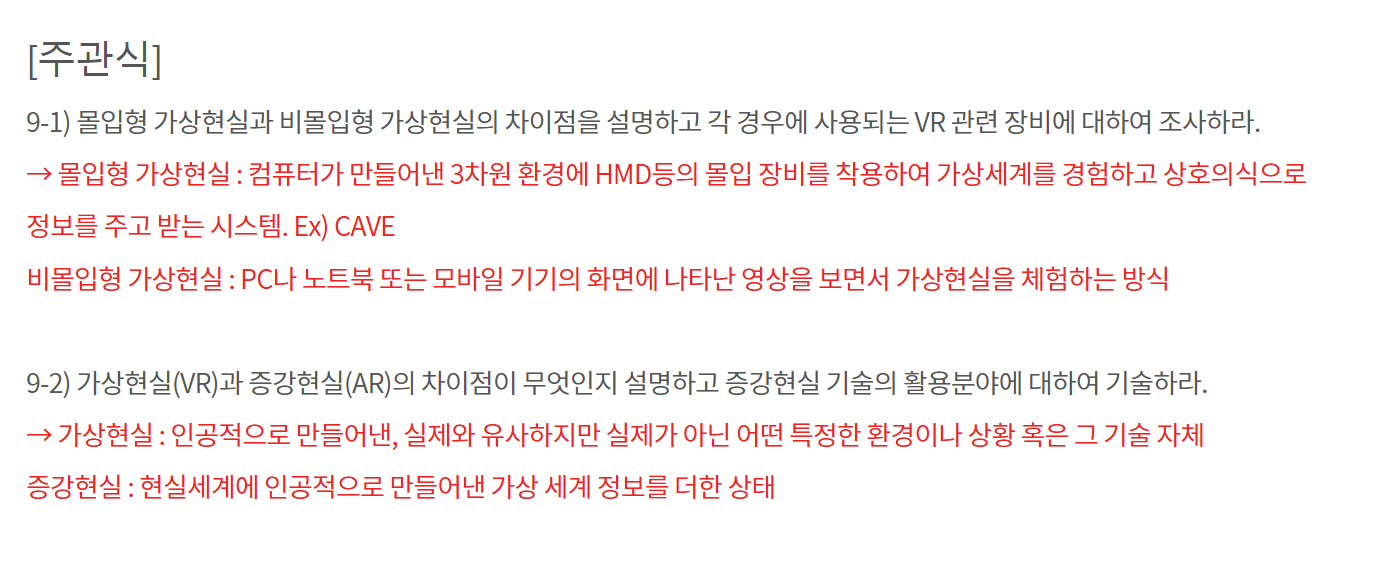 [주관식]
9-1) 몰입형 가상현실과 비몰입형 가상현실의 차이점을 설명하고 각 경우에 사용되는 VR 관련 장비에 대하여 조사하라.
→ 몰입형 가상현실 : 컴퓨터가 만들어낸 3차원 환경에 HMD등의 몰입 장비를 착용하여 가상세계를 경험하고 상호의식으로
정보를 주고 받는 시스템. Ex) CAVE
비몰입형 가상현실 : PC나 노트북 또는 모바일 기기의 화면에 나타난 영상을 보면서 가상현실을 체험하는 방식
9-2) 가상현실(VR)과 증강현실(AR)의 차이점이 무엇인지 설명하고 증강현실 기술의 활용분야에 대하여 기술하라.
→ 가상현실 : 인공적으로 만들어낸, 실제와 유사하지만 실제가 아닌 어떤 특정한 환경이나 상황 혹은 그 기술 자체
증강현실 : 현실세계에 인공적으로 만들어낸 가상 세계 정보를 더한 상태